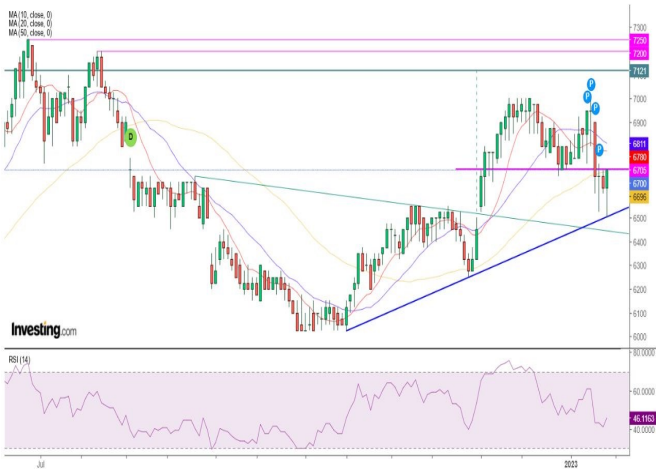 MA (10, close, 0)
MA (20, close, 0)
MA (50, close, 0)
7300
7250
7200
7121
P
7000
P
P
6900
D
6811
P
6780
6705
6700
6696
6500
6400
6300
6200
6100
6000
Investing.com
RSI (14)
80.0000
46.1163
40.0000
Jul
2023